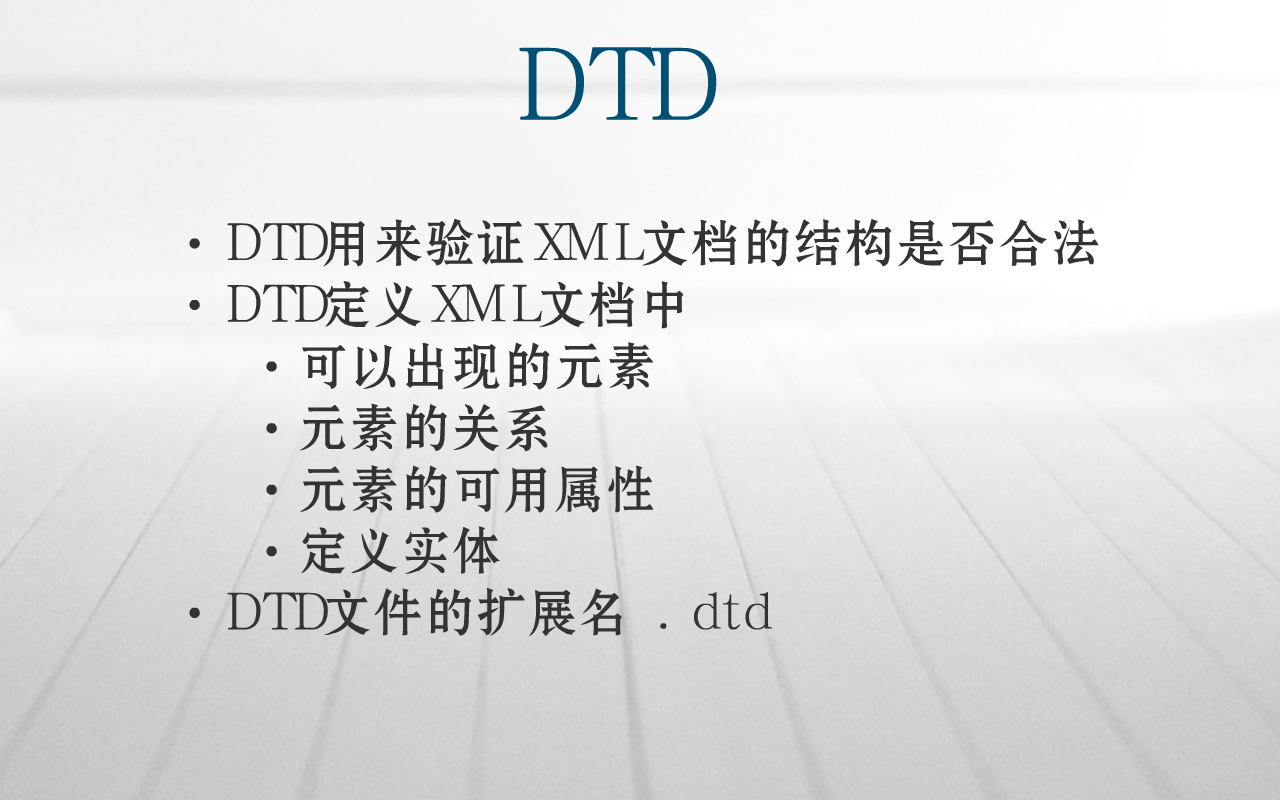 DTD
• DTD用来验证XML文档的结构是否合法
• DTD定义XML文档中
• 可以出现的元素
• 元素的关系
• 元素的可用属性
• 定义实体
• DTD文件的扩展名 .dtd